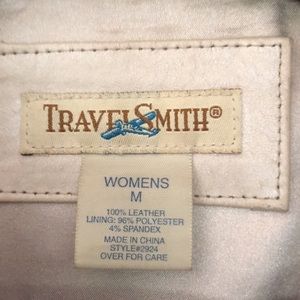 TRAVELSMITH®
WOMENS
M
100% LEATHER
LINING: 96% POLYESTER
4% SPANDEX
MADE IN CHINA
STYLE#2924
OVER FOR CARE